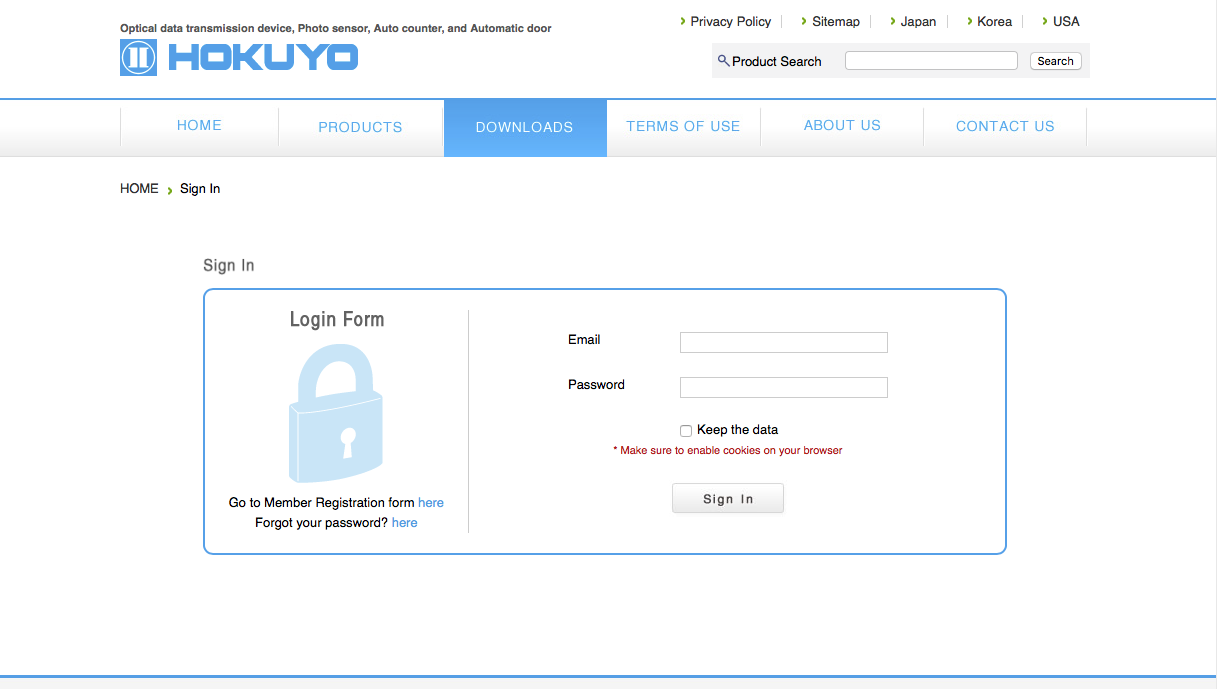 Optical data transmission device, Photo sensor, Auto counter, and Automatic door
HOKUYO
Privacy Policy Sitemap Japan Korea USA
Product Search Search
HOME PRODUCTS DOWNLOADS TERMS OF USE ABOUT US CONTACT US
HOME Sign In
Sign In
Login Form
Go to Member Registration form here
Forgot your password? here
Email
Password
Keep the data
* Make sure to enable cookies on your browser
Sign In